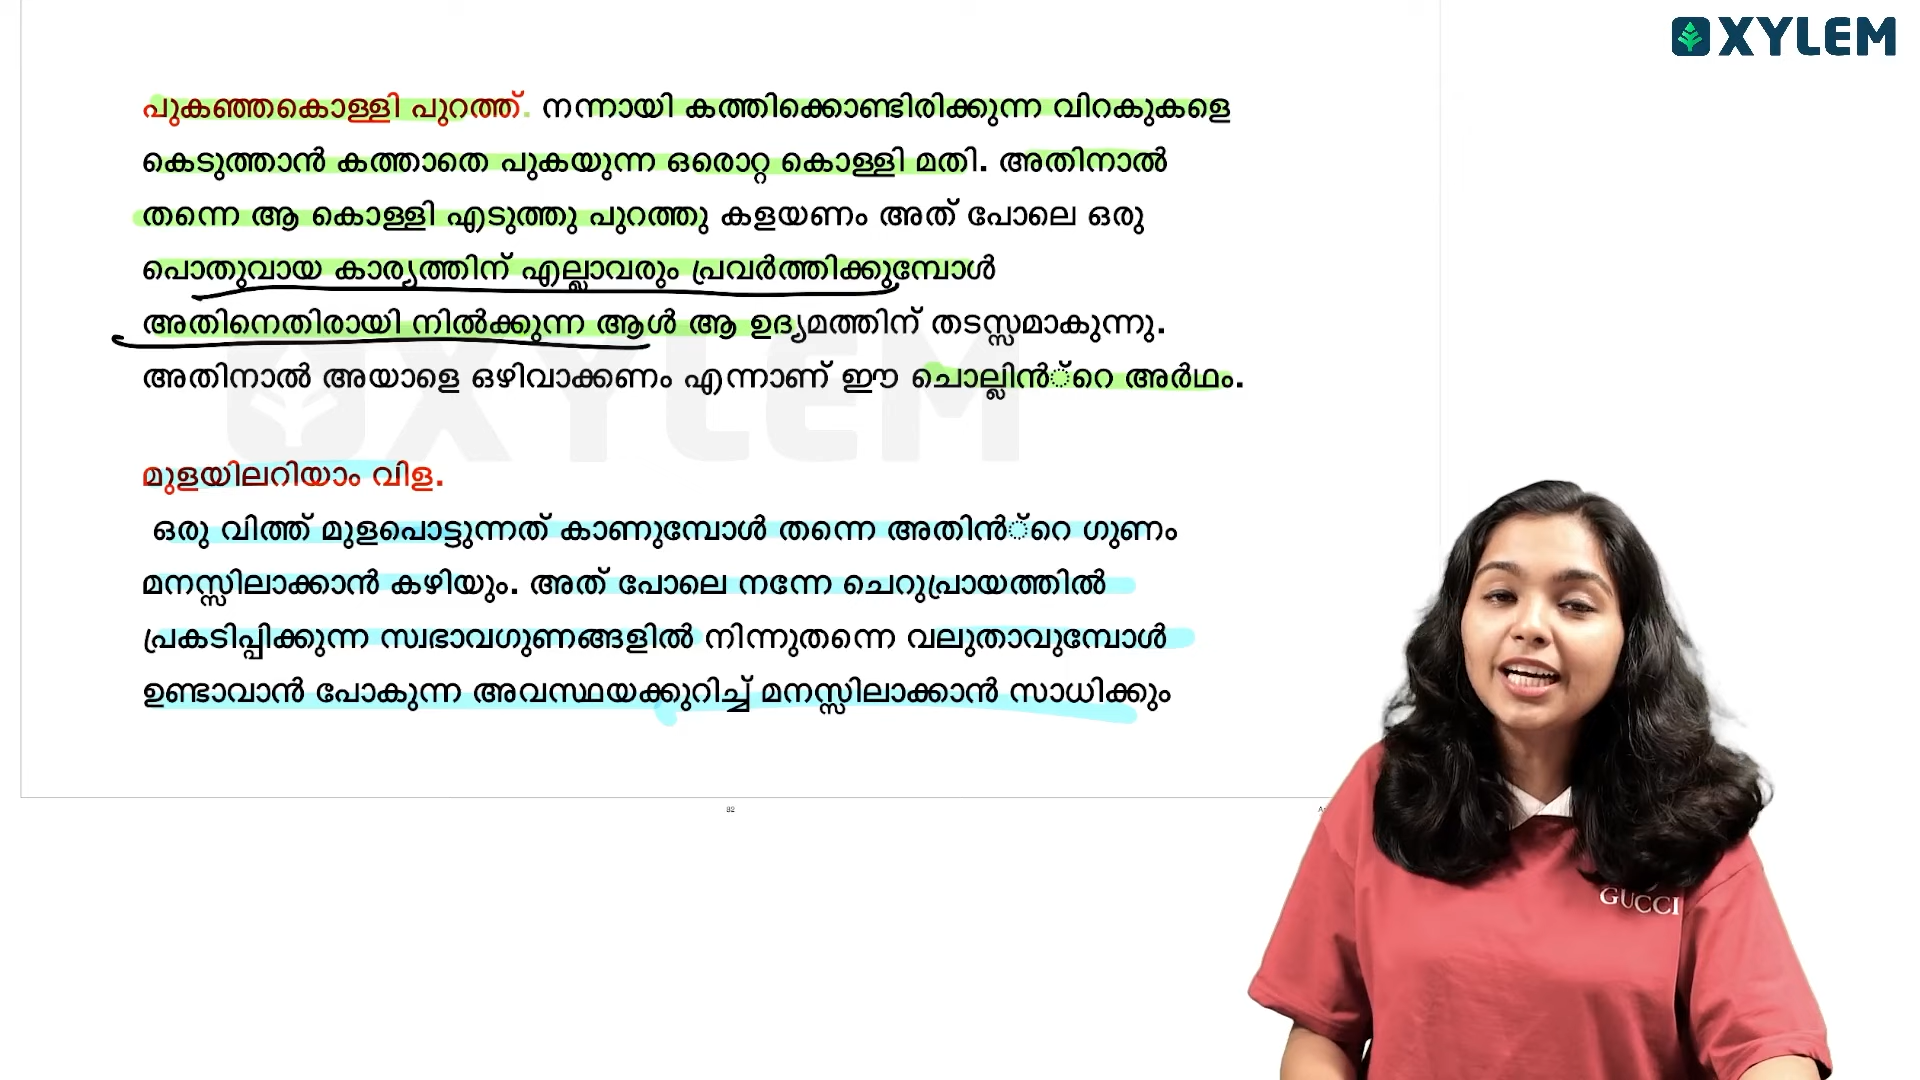 XYLEM
പുകഞ്ഞകൊള്ളി പുറത്ത്. നന്നായി കത്തിക്കൊണ്ടിരിക്കുന്ന വിറകുകളെ
കെടുത്താൻ കത്താതെ പുകയുന്ന ഒരൊറ്റ കൊള്ളി മതി. അതിനാൽ
തന്നെ ആ കൊള്ളി എടുത്തു പുറത്തു കളയണം അത് പോലെ ഒരു
പൊതുവായ കാര്യത്തിന് എല്ലാവരും പ്രവർത്തിക്കുമ്പോൾ
അതിനെതിരായി നിൽക്കുന്ന ആൾ ആ ഉദ്യമത്തിന് തടസ്സമാകുന്നു.
അതിനാൽ അയാളെ ഒഴിവാക്കണം എന്നാണ് ഈ ചൊല്ലിൻ്റെ അർഥം.
XYLEM
മുളയിലറിയാം വിള.
ഒരു വിത്ത് മുളപൊട്ടുന്നത് കാണുമ്പോൾ തന്നെ അതിൻ്റെ ഗുണം
മനസ്സിലാക്കാൻ കഴിയും. അത് പോലെ നന്നേ ചെറുപ്രായത്തിൽ
പ്രകടിപ്പിക്കുന്ന സ്വഭാവഗുണങ്ങളിൽ നിന്നുതന്നെ വലുതാവുമ്പോൾ
ഉണ്ടാവാൻ പോകുന്ന അവസ്ഥയക്കുറിച്ച് മനസ്സിലാക്കാൻ സാധിക്കും
GUCCI